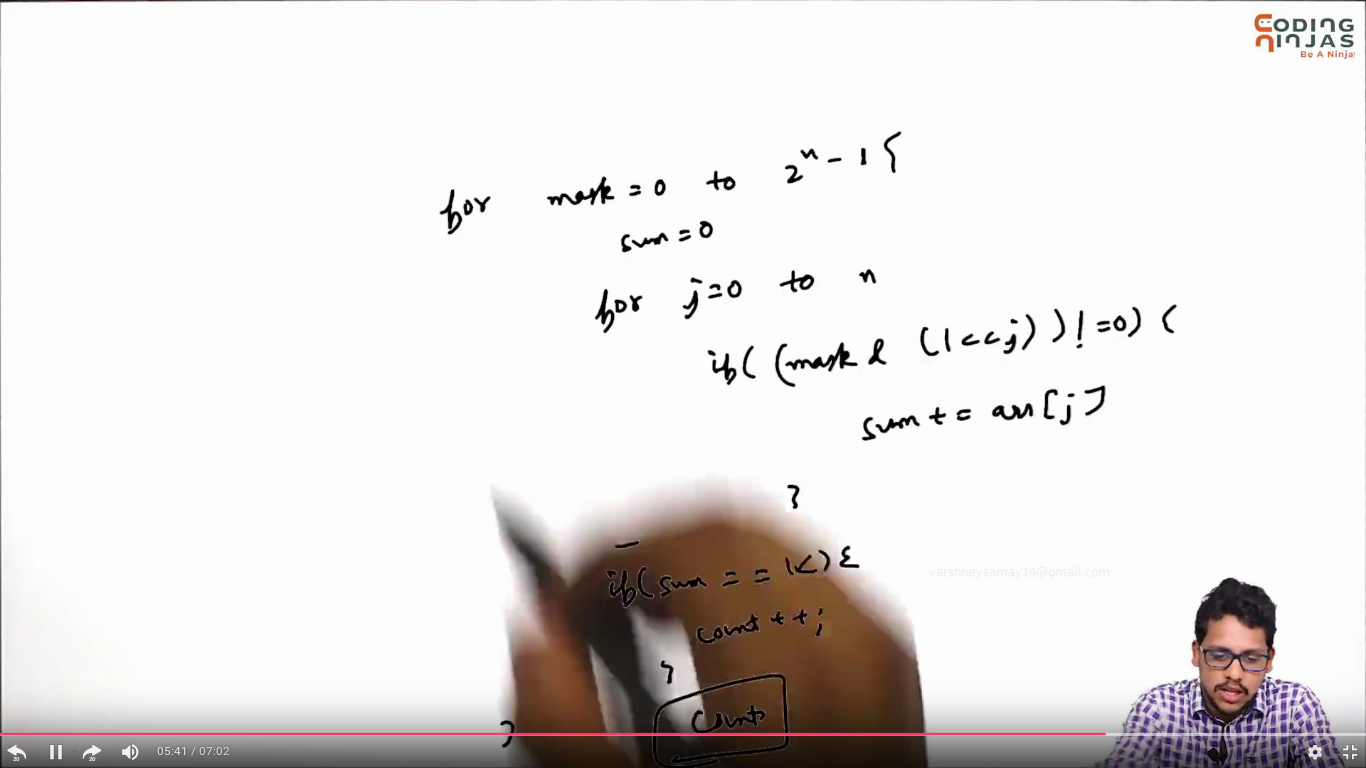 CODING
NINJAS
Be A Ninja!
for mask = 0 to 2^n - 1 {
sum = 0
for j = 0 to n
if( (mask & (1<<j) ) != 0) {
sum += arr[j]
}
if(sum == K) {
varshneysamay14@gmail.com
count ++;
}
count
}
20 20 05:41 / 07:02